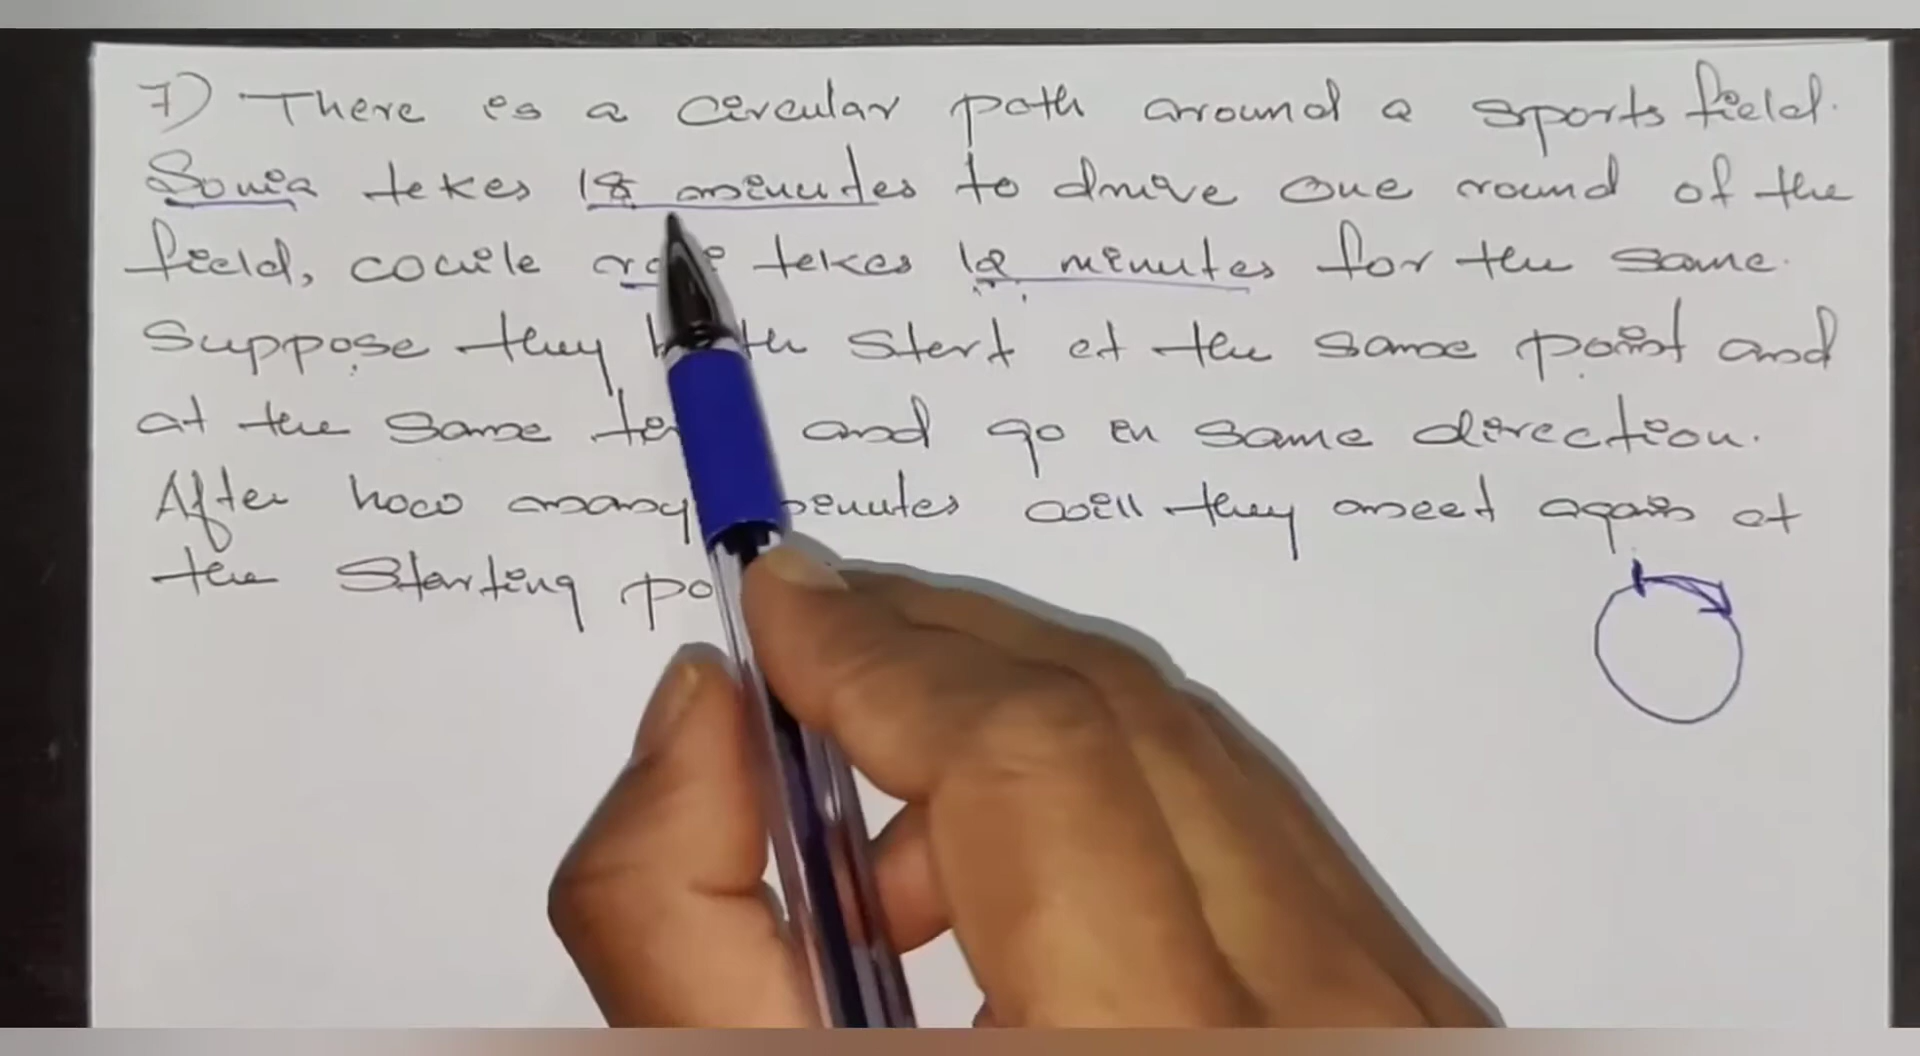 7) There is a circular path around a sports field.
Sonia takes 18 minutes to drive one round of the
field, while takes 12 minutes for the same.
Suppose they start at the same point and
at the same and go in same direction.
After how many minutes will they meet again at
the starting